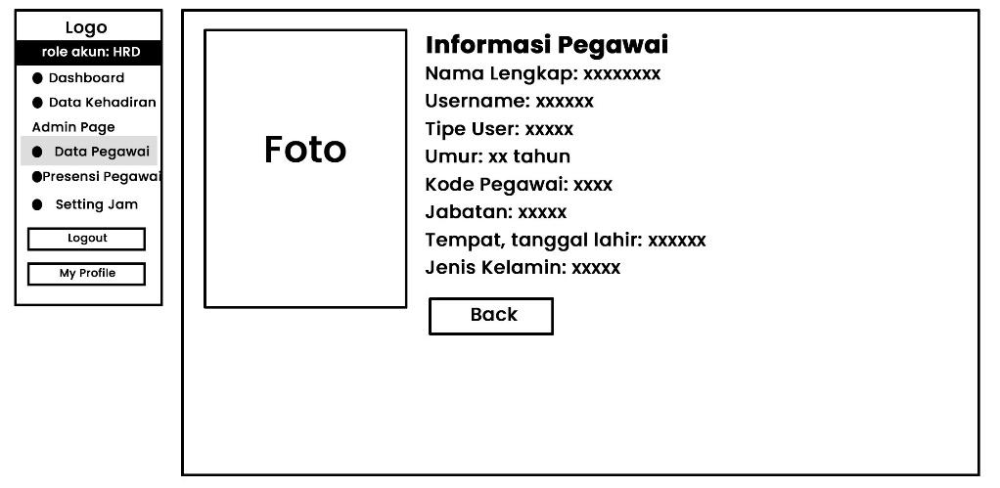 Logo
role akun: HRD
Dashboard
Data Kehadiran
Admin Page
Data Pegawai
Presensi Pegawai
Setting Jam
Logout
My Profile
Foto
Informasi Pegawai
Nama Lengkap: xxxxxxxx
Username: xxxxxx
Tipe User: xxxxx
Umur: xx tahun
Kode Pegawai: xxxx
Jabatan: xxxxx
Tempat, tanggal lahir: xxxxxx
Jenis Kelamin: xxxxx
Back